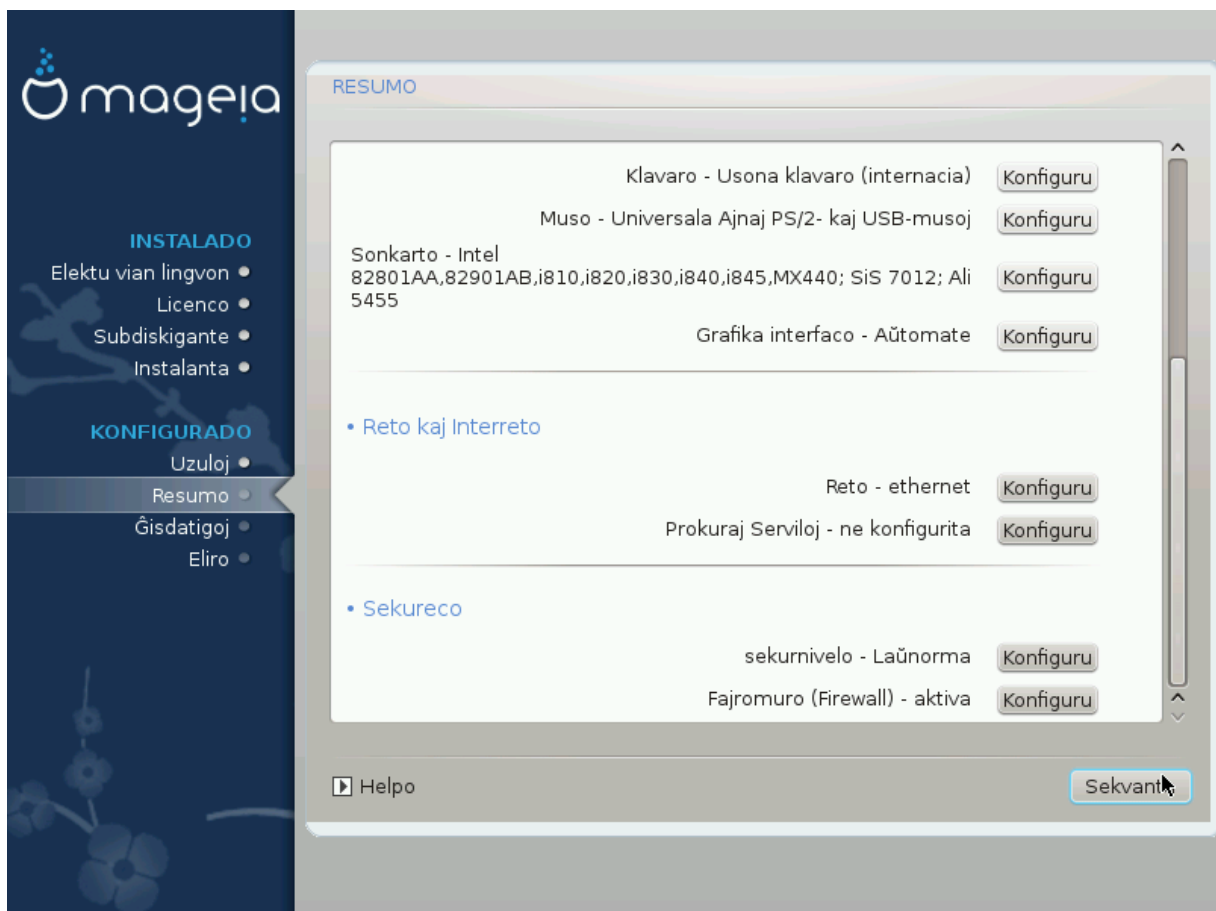 mageia
INSTALADO
Elektu vian lingvon
Licenco
Subdiskigante
Instalanta
KONFIGURADO
Uzuloj
Resumo
Ĝisdatigoj
Eliro
RESUMO
Klavaro - Usona klavaro (internacia) Konfiguru
Muso - Universala Ajnaj PS/2- kaj USB-musoj Konfiguru
Sonkarto - Intel
82801AA,82901AB,i810,i820,i830,i840,i845,MX440; SiS 7012; Ali Konfiguru
5455
Grafika interfaco - Aŭtomate Konfiguru
• Reto kaj Interreto
Reto - ethernet Konfiguru
Prokuraj Serviloj - ne konfigurita Konfiguru
• Sekureco
sekurnivelo - Laŭnorma Konfiguru
Fajromuro (Firewall) - aktiva Konfiguru
Helpo